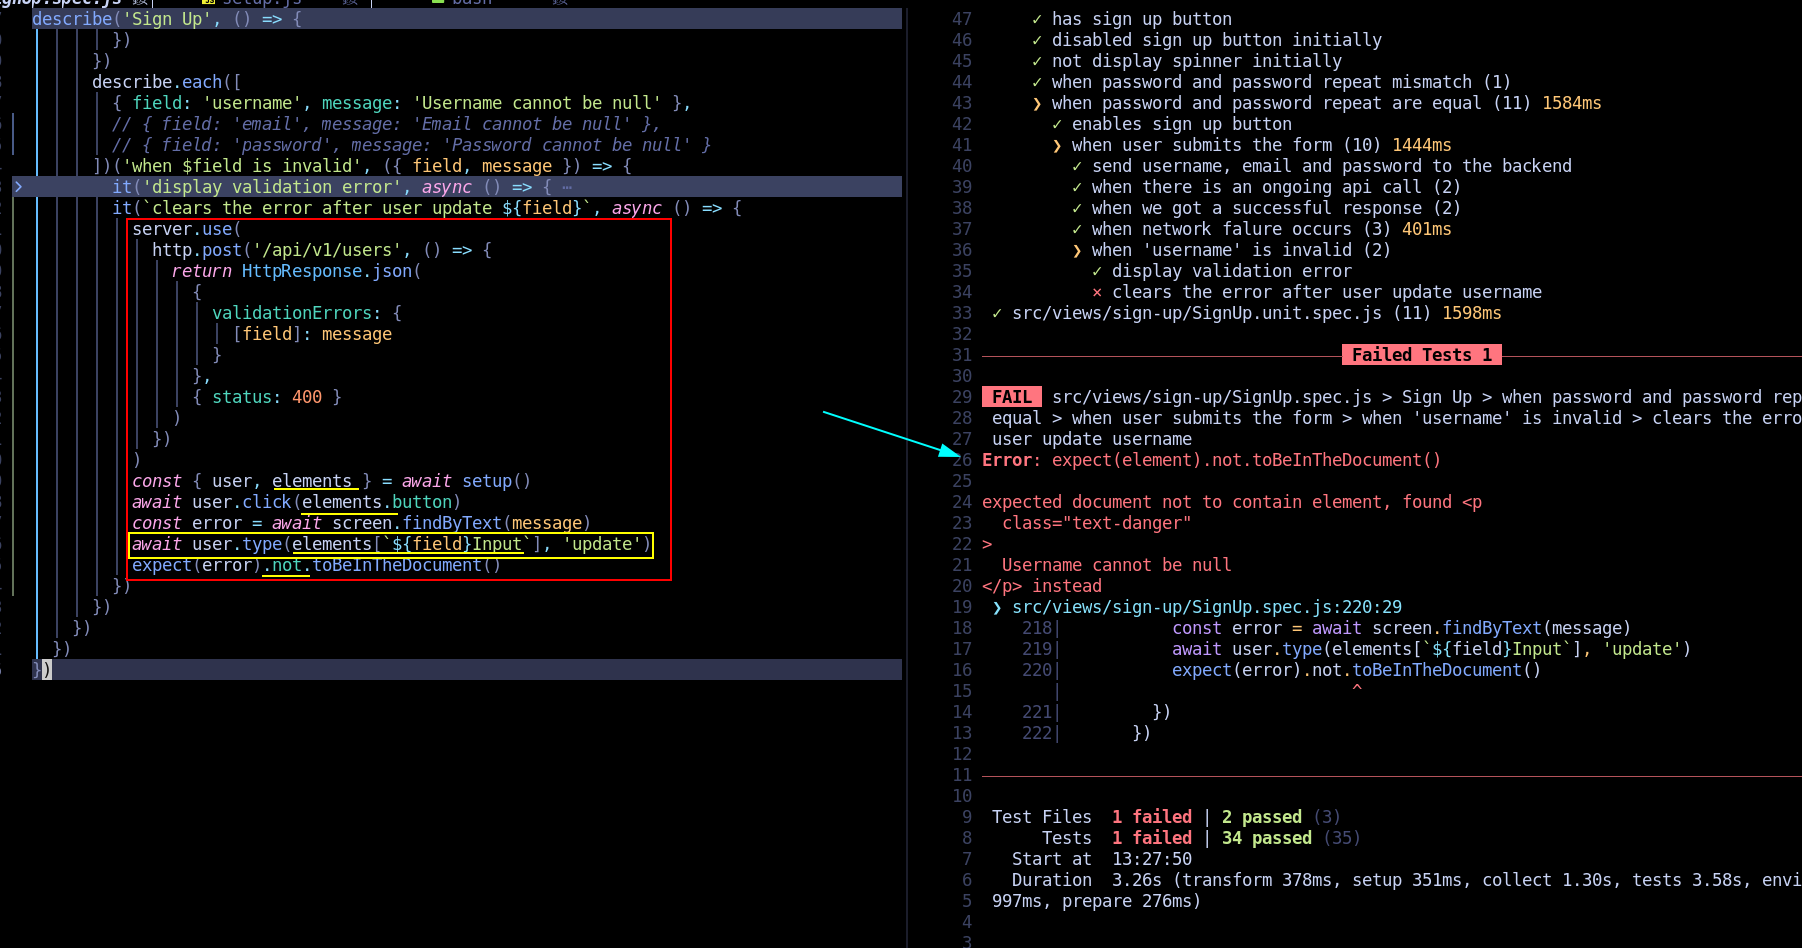 describe('Sign Up', () => {
})
})
describe.each([
{ field: 'username', message: 'Username cannot be null' },
// { field: 'email', message: 'Email cannot be null' },
// { field: 'password', message: 'Password cannot be null' }
])('when $field is invalid', ({ field, message }) => {
it('display validation error', async () => { ⋯
it(`clears the error after user update ${field}`, async () => {
server.use(
http.post('/api/v1/users', () => {
return HttpResponse.json(
{
validationErrors: {
[field]: message
}
},
{ status: 400 }
)
})
)
const { user, elements } = await setup()
await user.click(elements.button)
const error = await screen.findByText(message)
await user.type(elements[`${field}Input`], 'update')
expect(error).not.toBeInTheDocument()
})
})
})
})
})
47 ✓ has sign up button
46 ✓ disabled sign up button initially
45 ✓ not display spinner initially
44 ✓ when password and password repeat mismatch (1)
43 ❯ when password and password repeat are equal (11) 1584ms
42 ✓ enables sign up button
41 ❯ when user submits the form (10) 1444ms
40 ✓ send username, email and password to the backend
39 ✓ when there is an ongoing api call (2)
38 ✓ when we got a successful response (2)
37 ✓ when network falure occurs (3) 401ms
36 ❯ when 'username' is invalid (2)
35 ✓ display validation error
34 × clears the error after user update username
33 ✓ src/views/sign-up/SignUp.unit.spec.js (11) 1598ms
32
31 Failed Tests 1
30
29 FAIL src/views/sign-up/SignUp.spec.js > Sign Up > when password and password rep
28 equal > when user submits the form > when 'username' is invalid > clears the erro
27 user update username
26 Error: expect(element).not.toBeInTheDocument()
25
24 expected document not to contain element, found <p
23 class="text-danger"
22 >
21 Username cannot be null
20 </p> instead
19 ❯ src/views/sign-up/SignUp.spec.js:220:29
18 218| const error = await screen.findByText(message)
17 219| await user.type(elements[`${field}Input`], 'update')
16 220| expect(error).not.toBeInTheDocument()
15 | ^
14 221| })
13 222| })
12
11
10
9 Test Files 1 failed | 2 passed (3)
8 Tests 1 failed | 34 passed (35)
7 Start at 13:27:50
6 Duration 3.26s (transform 378ms, setup 351ms, collect 1.30s, tests 3.58s, envi
5 997ms, prepare 276ms)
4
3